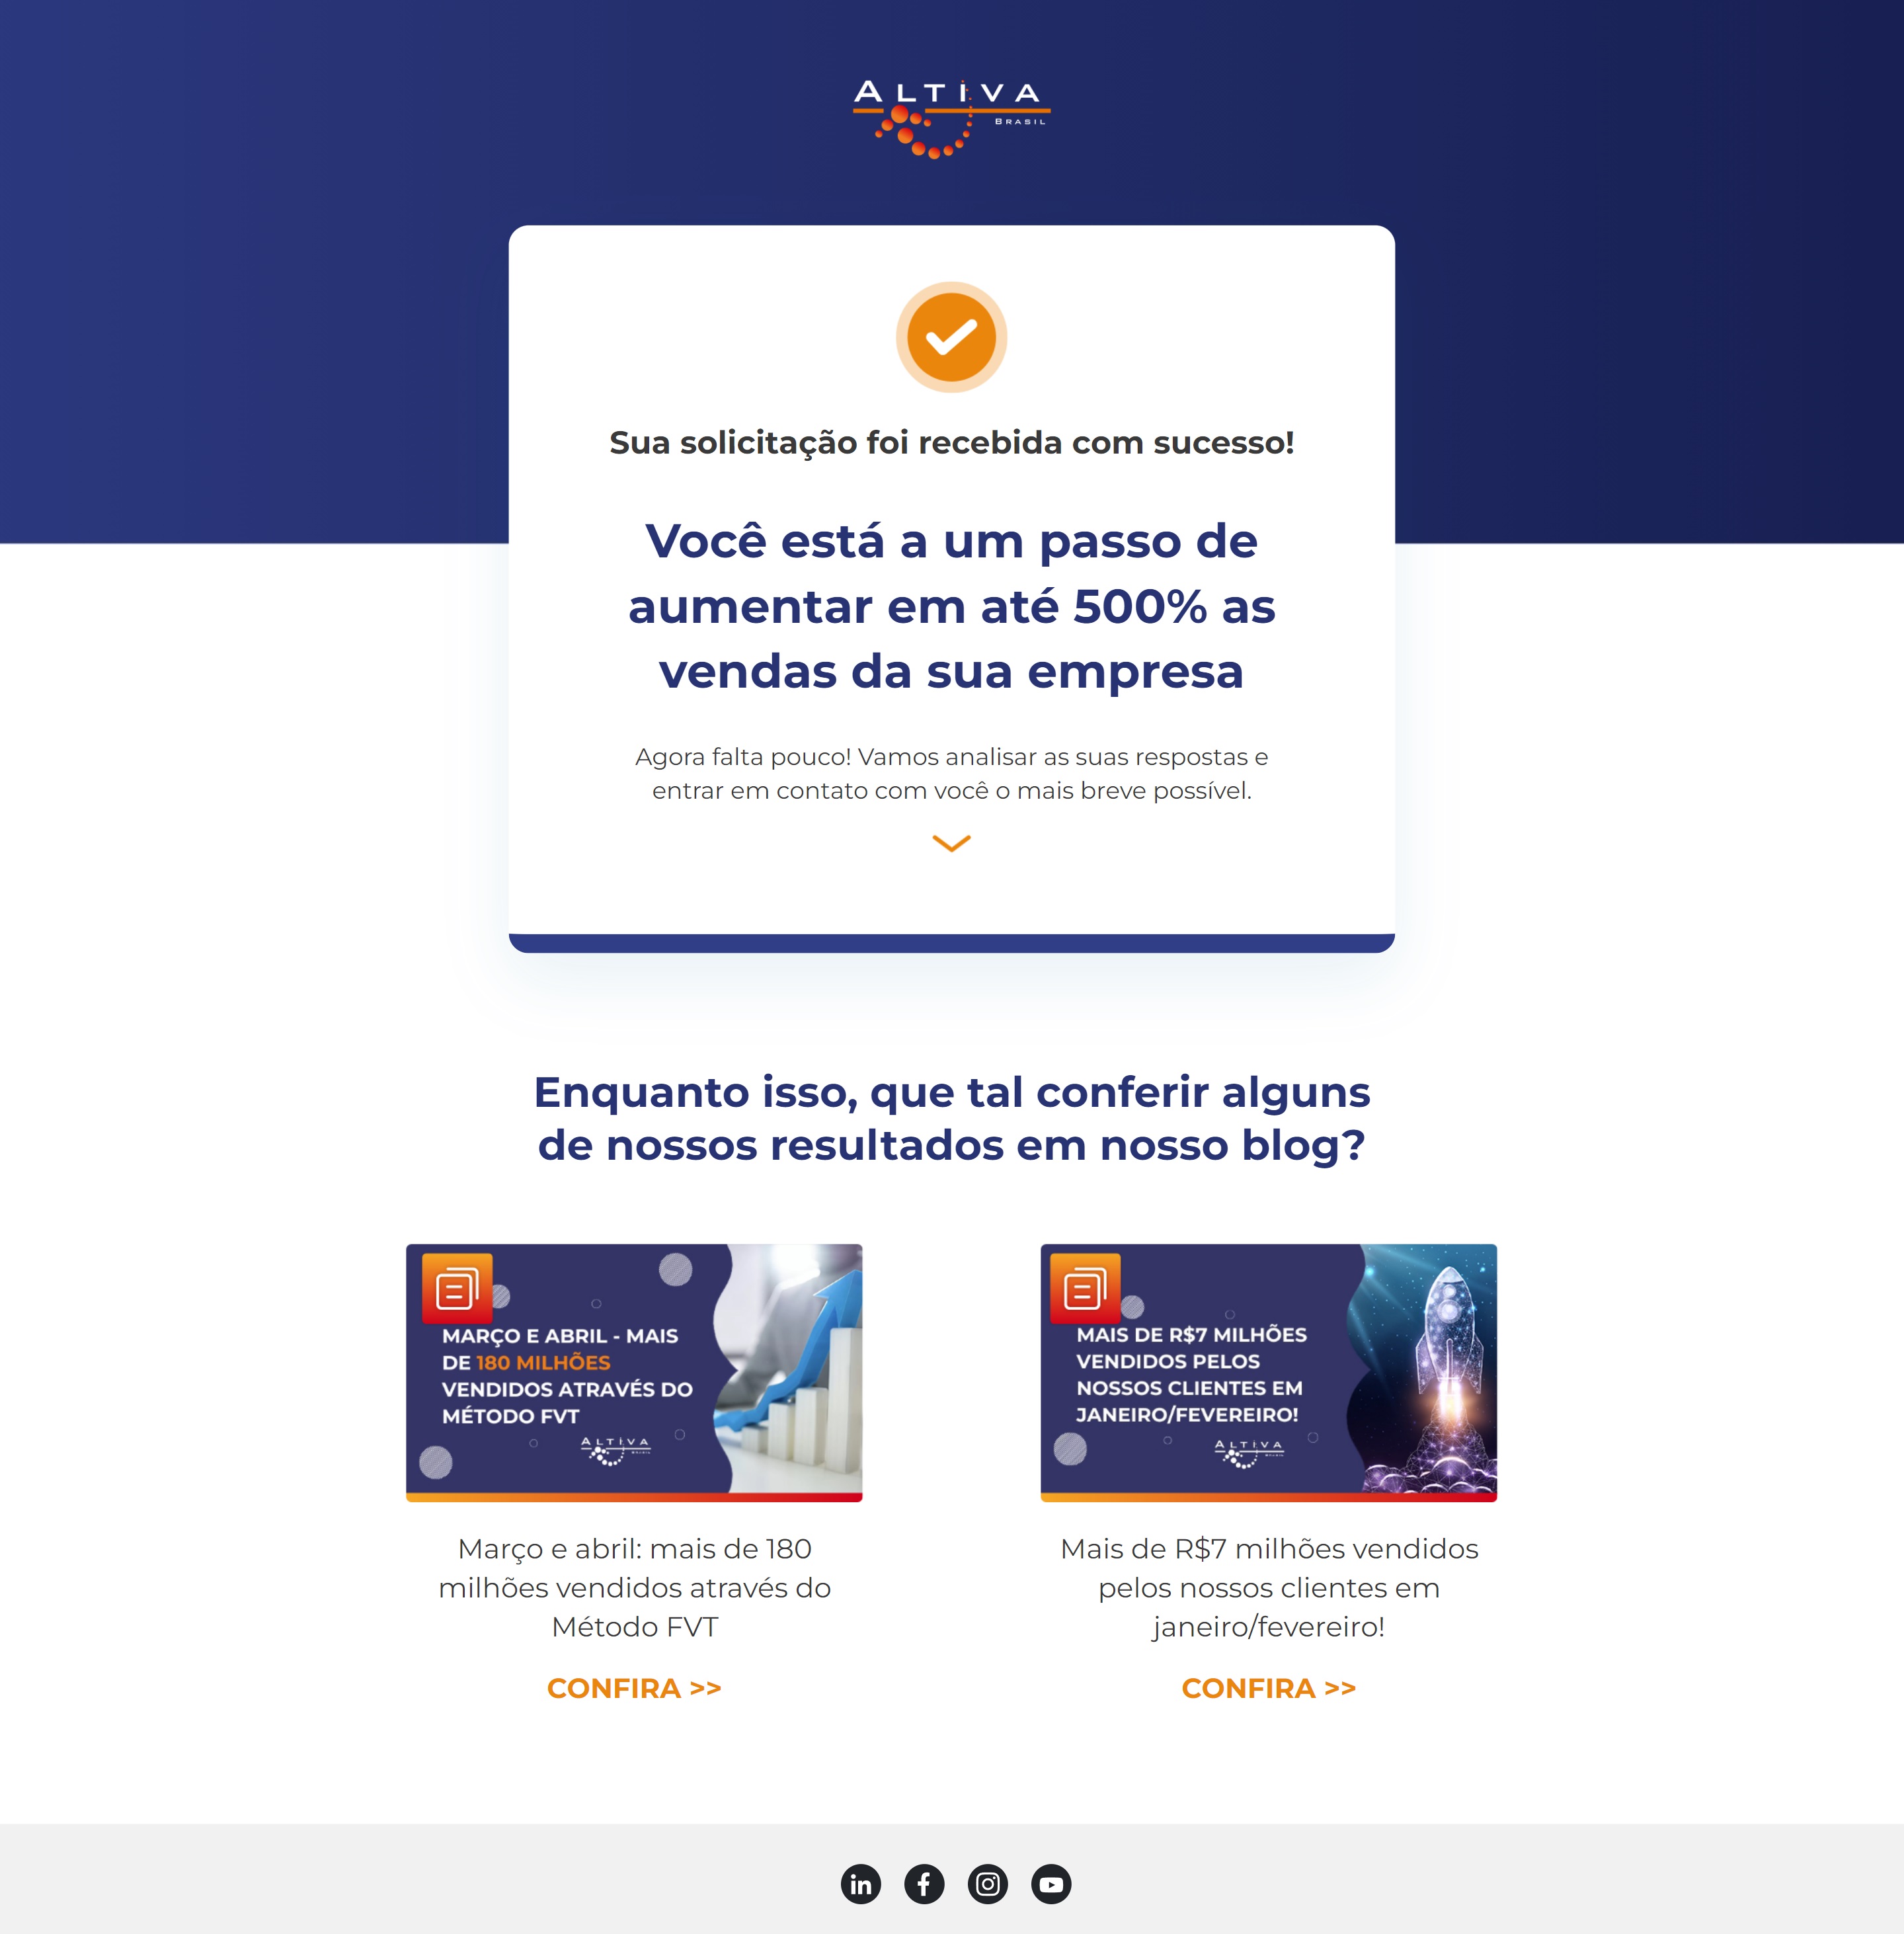 ALTIVA
BRASIL
Sua solicitação foi recebida com sucesso!
Você está a um passo de
aumentar em até 500% as
vendas da sua empresa
Agora falta pouco! Vamos analisar as suas respostas e
entrar em contato com você o mais breve possível.
Enquanto isso, que tal conferir alguns
de nossos resultados em nosso blog?
MARÇO E ABRIL - MAIS
DE 180 MILHÕES
VENDIDOS ATRAVÉS DO
MÉTODO FVT
ALTIVA
BRASIL
Março e abril: mais de 180
milhões vendidos através do
Método FVT
CONFIRA >>
MAIS DE R$7 MILHÕES
VENDIDOS PELOS
NOSSOS CLIENTES EM
JANEIRO/FEVEREIRO!
ALTIVA
BRASIL
Mais de R$7 milhões vendidos
pelos nossos clientes em
janeiro/fevereiro!
CONFIRA >>
in
f